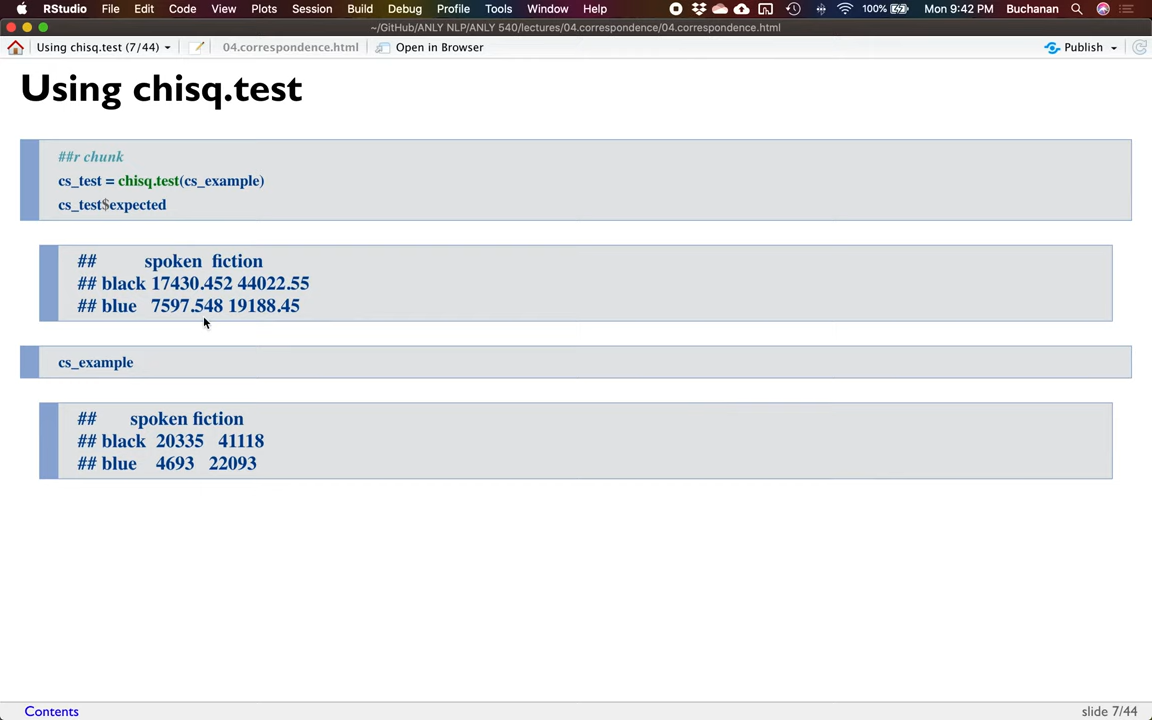 RStudio File Edit Code View Plots Session Build Debug Profile Tools Window Help 100% Mon 9:42 PM Buchanan
~/GitHub/ANLY NLP/ANLY 540/lectures/04.correspondence/04.correspondence.html
Using chisq.test (7/44) 04.correspondence.html Open in Browser Publish
Using chisq.test
##r chunk
cs_test = chisq.test(cs_example)
cs_test$expected
## spoken fiction
## black 17430.452 44022.55
## blue 7597.548 19188.45
cs_example
## spoken fiction
## black 20335 41118
## blue 4693 22093
Contents slide 7/44